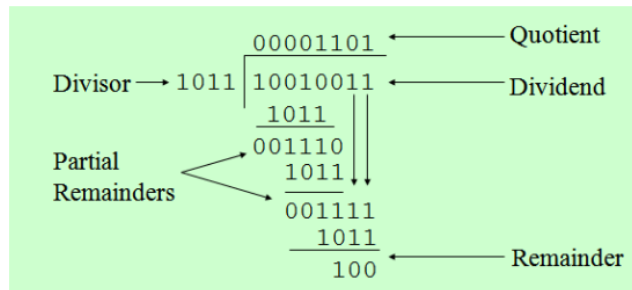 00001101 Quotient
Divisor 1011 10010011 Dividend
1011
Partial 001110
Remainders 1011
001111
1011
100 Remainder